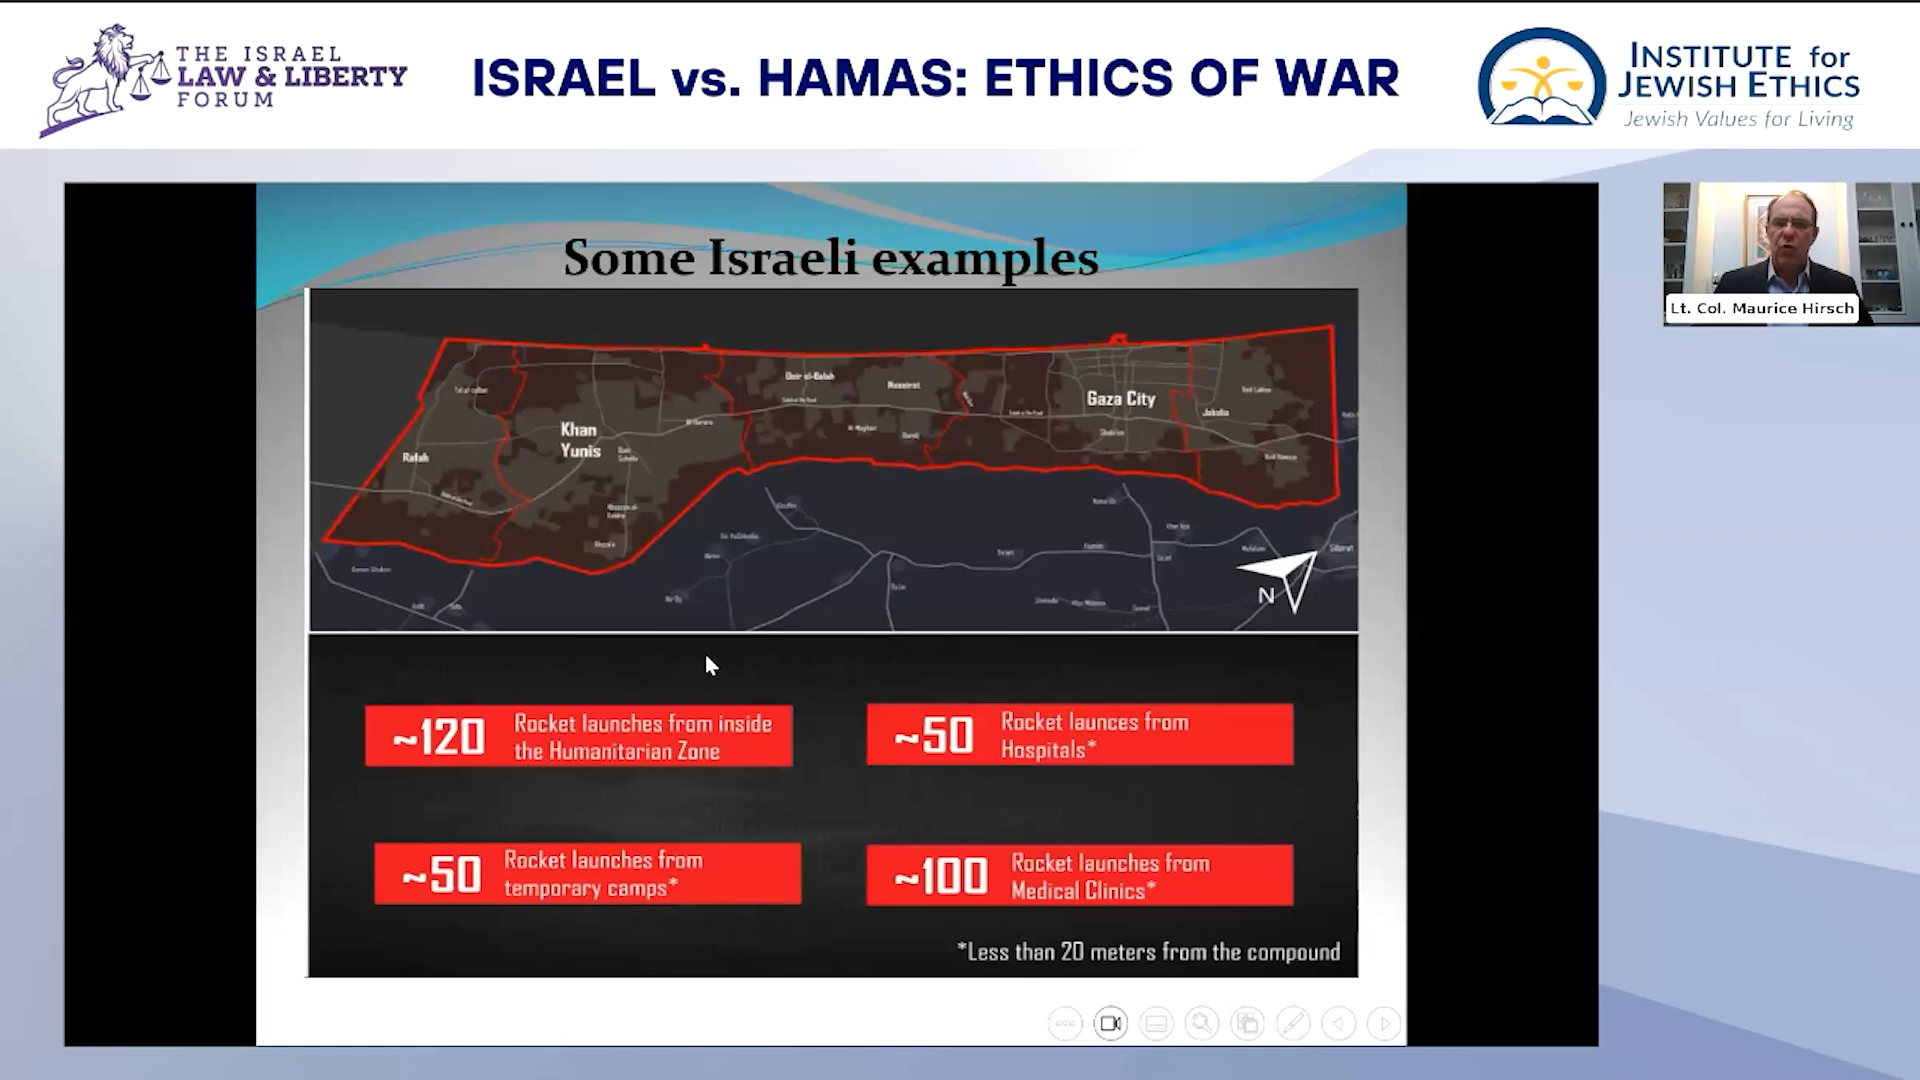 THE ISRAEL
LAW & LIBERTY
FORUM
ISRAEL vs. HAMAS: ETHICS OF WAR
INSTITUTE for
JEWISH ETHICS
Jewish Values for Living
Lt. Col. Maurice Hirsch
Some Israeli examples
Deir el-Balah
Nuseirat
Gaza City
Jabalia
Khan
Yunis
Rafah
N
~120
Rocket launches from inside
the Humanitarian Zone
~50
Rocket launces from
Hospitals*
~50
Rocket launches from
temporary camps*
~100
Rocket launches from
Medical Clinics*
*Less than 20 meters from the compound